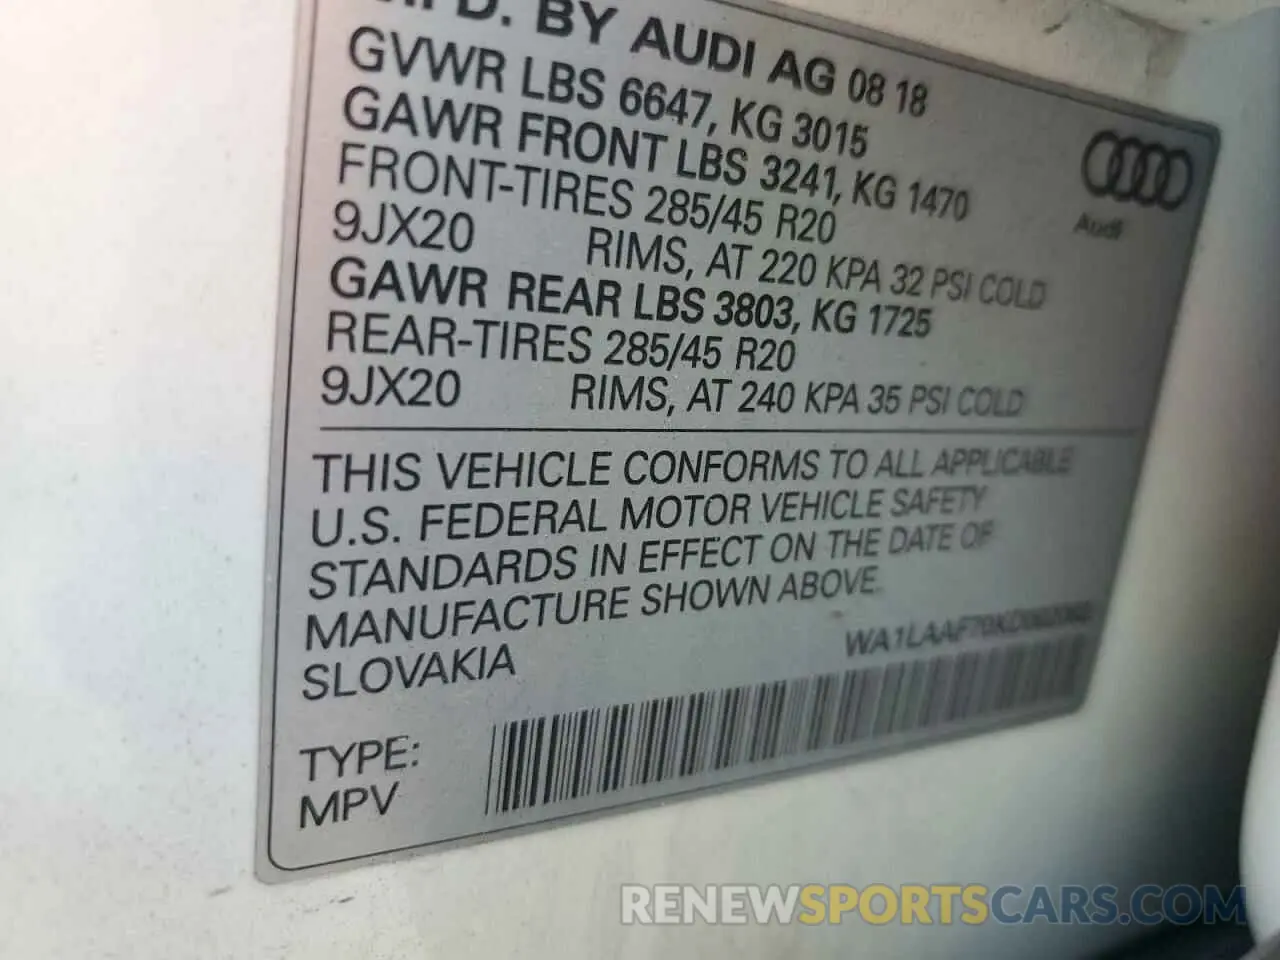 MFD. BY AUDI AG 08 18
GVWR LBS 6647, KG 3015
GAWR FRONT LBS 3241, KG 1470
FRONT-TIRES 285/45 R20
9JX20 RIMS, AT 220 KPA 32 PSI COLD
GAWR REAR LBS 3803, KG 1725
REAR-TIRES 285/45 R20
9JX20 RIMS, AT 240 KPA 35 PSI COLD
Audi
THIS VEHICLE CONFORMS TO ALL APPLICABLE
U.S. FEDERAL MOTOR VEHICLE SAFETY
STANDARDS IN EFFECT ON THE DATE OF
MANUFACTURE SHOWN ABOVE.
SLOVAKIA
TYPE:
MPV
RENEWSPORTSCARS.COM